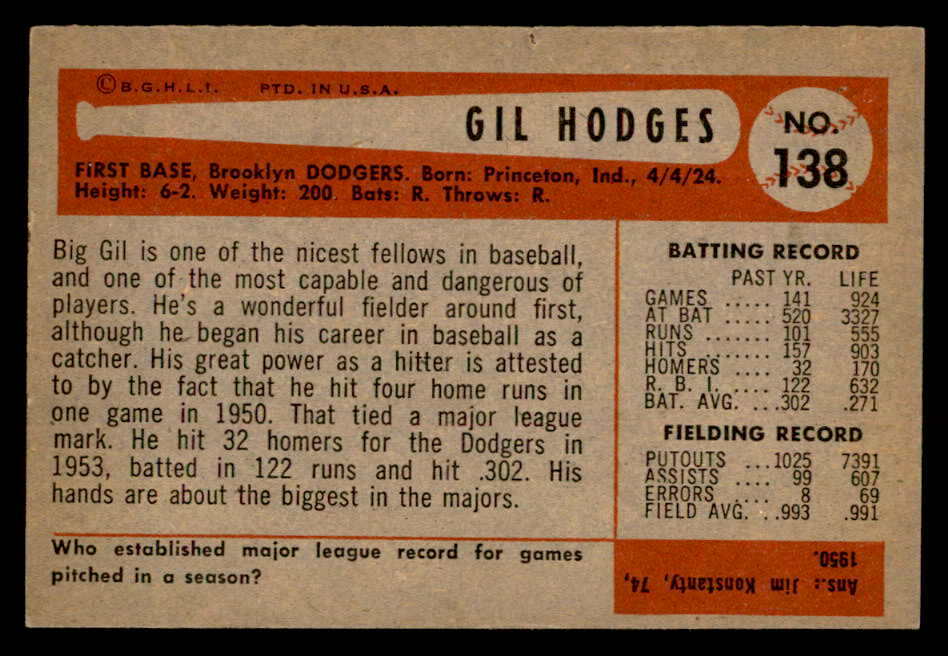 © B.G.H.L.I. PTD. IN U.S.A.
GIL HODGES
NO.
138
FIRST BASE, Brooklyn DODGERS. Born: Princeton, Ind., 4/4/24.
Height: 6-2. Weight: 200. Bats: R. Throws: R.
Big Gil is one of the nicest fellows in baseball,
and one of the most capable and dangerous of
players. He's a wonderful fielder around first,
although he began his career in baseball as a
catcher. His great power as a hitter is attested
to by the fact that he hit four home runs in
one game in 1950. That tied a major league
mark. He hit 32 homers for the Dodgers in
1953, batted in 122 runs and hit .302. His
hands are about the biggest in the majors.
BATTING RECORD
PAST YR. LIFE
GAMES ..... 141 924
AT BAT ..... 520 3327
RUNS ....... 101 555
HITS ....... 157 903
HOMERS .... 32 170
R. B. I. .... 122 632
BAT. AVG. ...302 .271
FIELDING RECORD
PUTOUTS ...1025 7391
ASSISTS .... 99 607
ERRORS .... 8 69
FIELD AVG. ..993 .991
Who established major league record for games
pitched in a season?
Ans.: Jim Konstanty, 74,
1950.